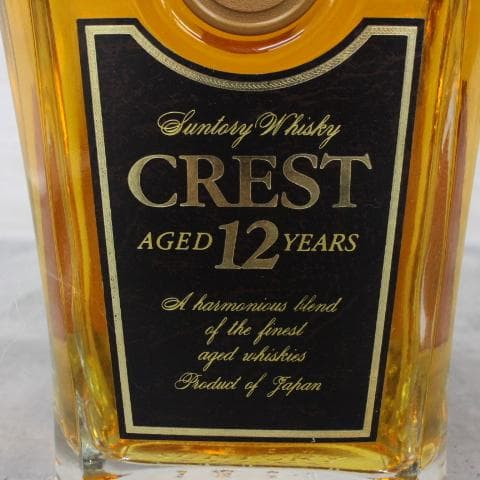 Suntory Whisky
CREST
AGED 12 YEARS
A harmonious blend
of the finest
aged whiskies
Product of Japan